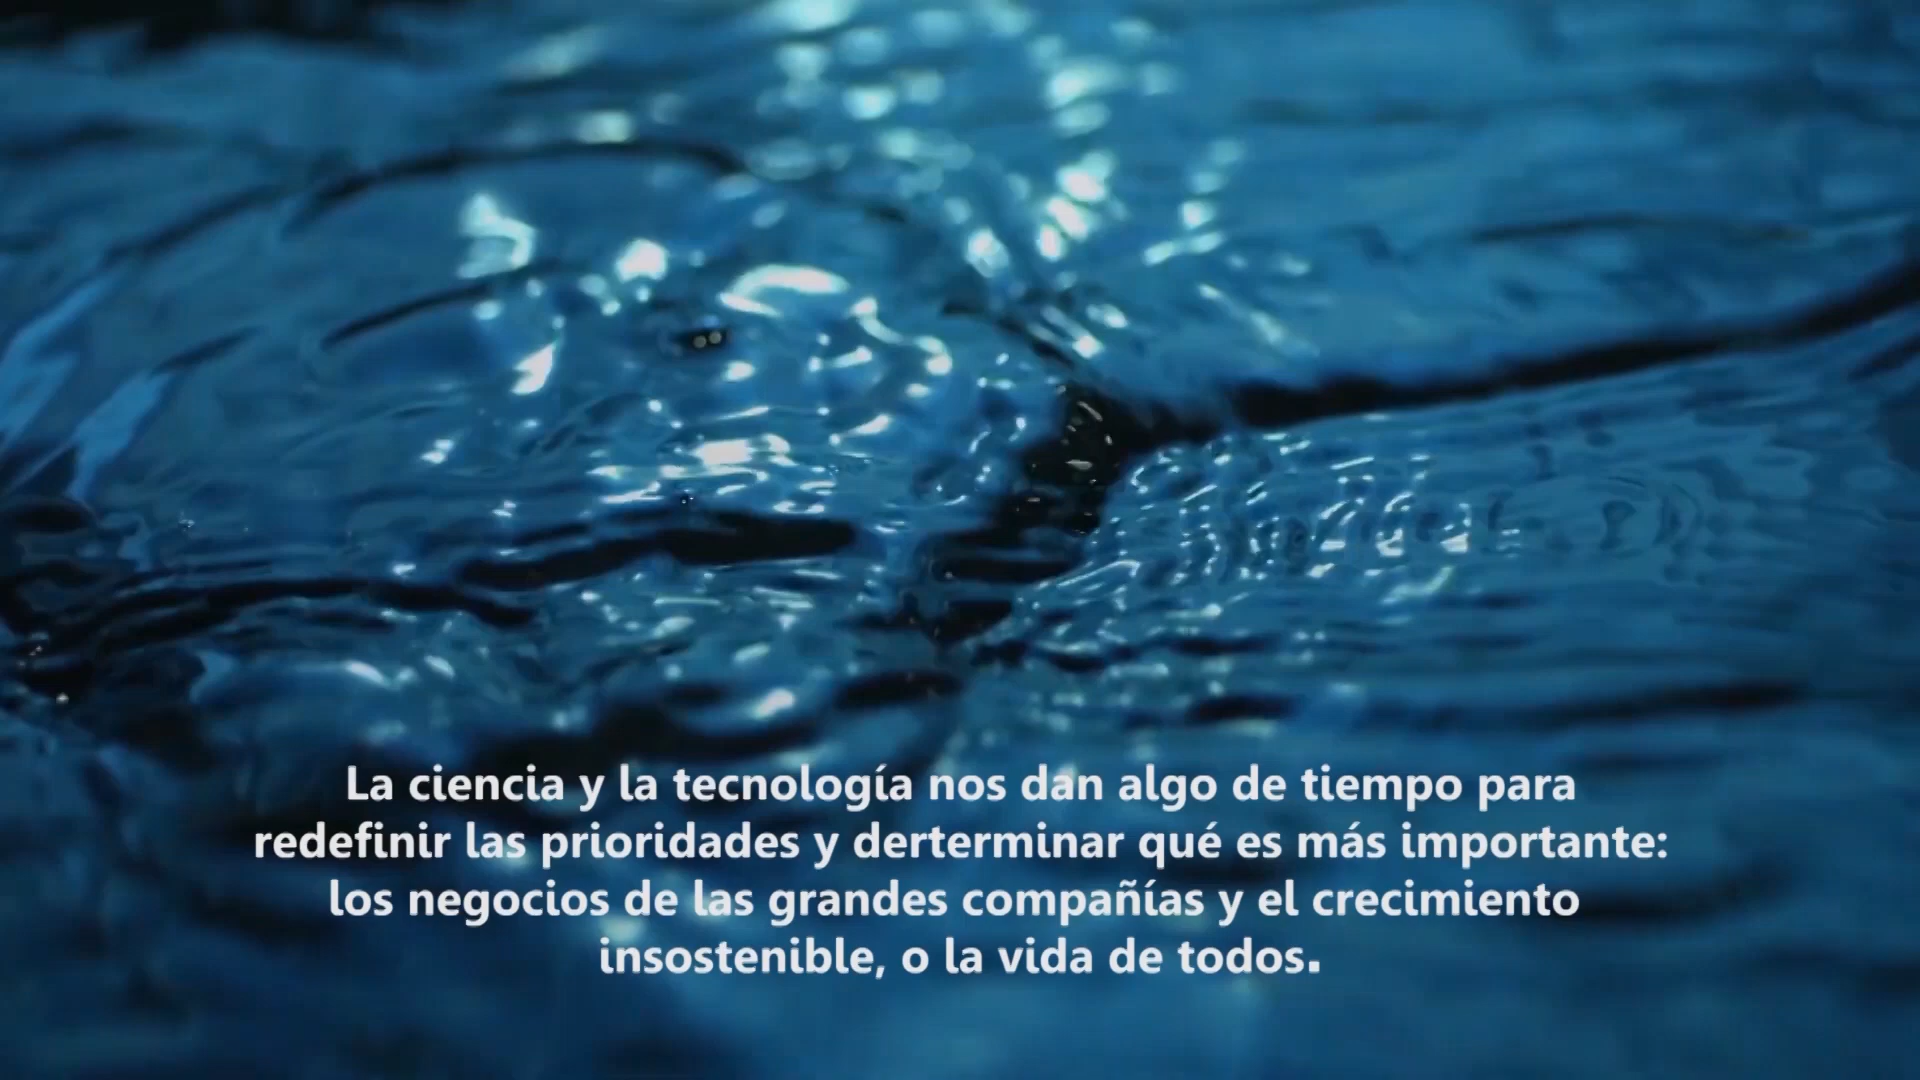 La ciencia y la tecnología nos dan algo de tiempo para
redefinir las prioridades y derterminar qué es más importante:
los negocios de las grandes compañías y el crecimiento
insostenible, o la vida de todos.